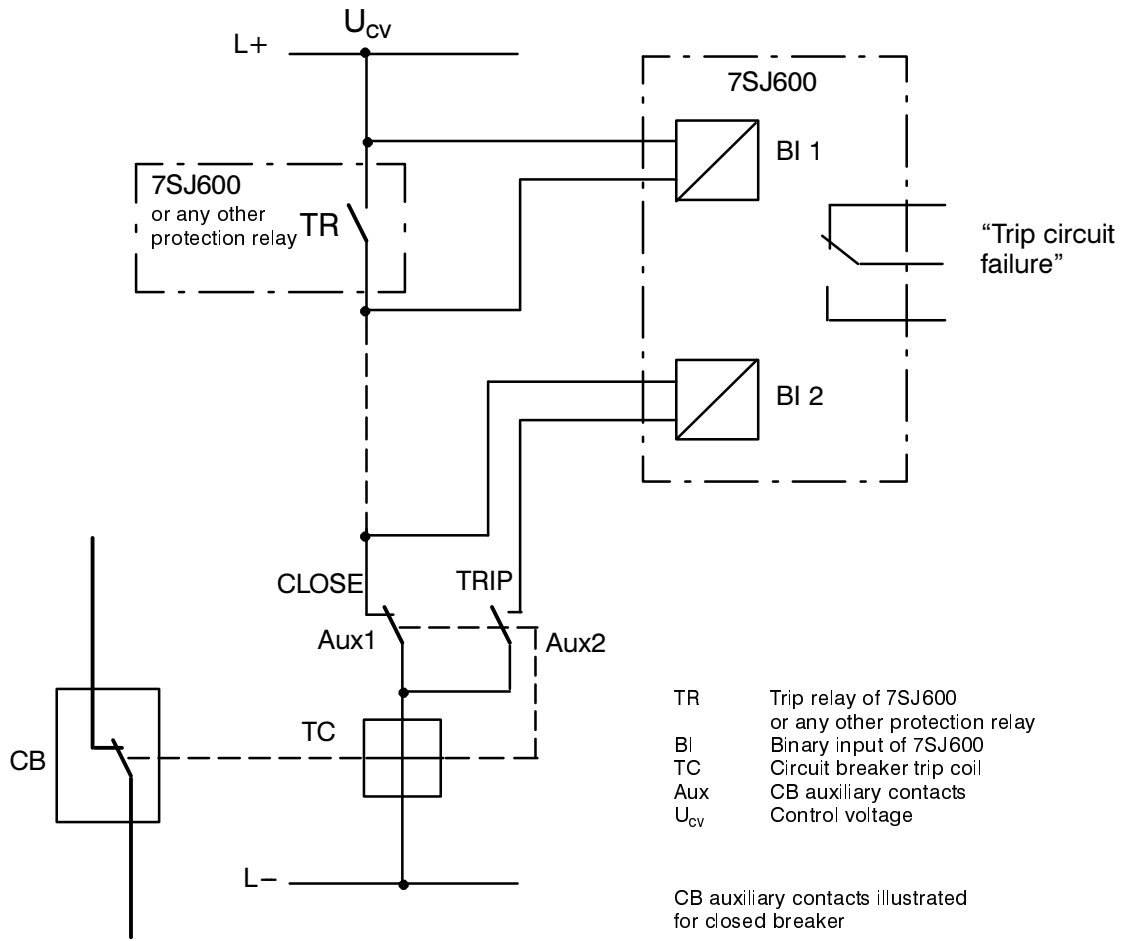 U_cv
L+
7SJ600
BI 1
7SJ600
or any other
protection relay
TR
“Trip circuit
failure”
BI 2
CLOSE
TRIP
Aux1
Aux2
TC
CB
L−
TR Trip relay of 7SJ600
or any other protection relay
BI Binary input of 7SJ600
TC Circuit breaker trip coil
Aux CB auxiliary contacts
U_cv Control voltage
CB auxiliary contacts illustrated
for closed breaker